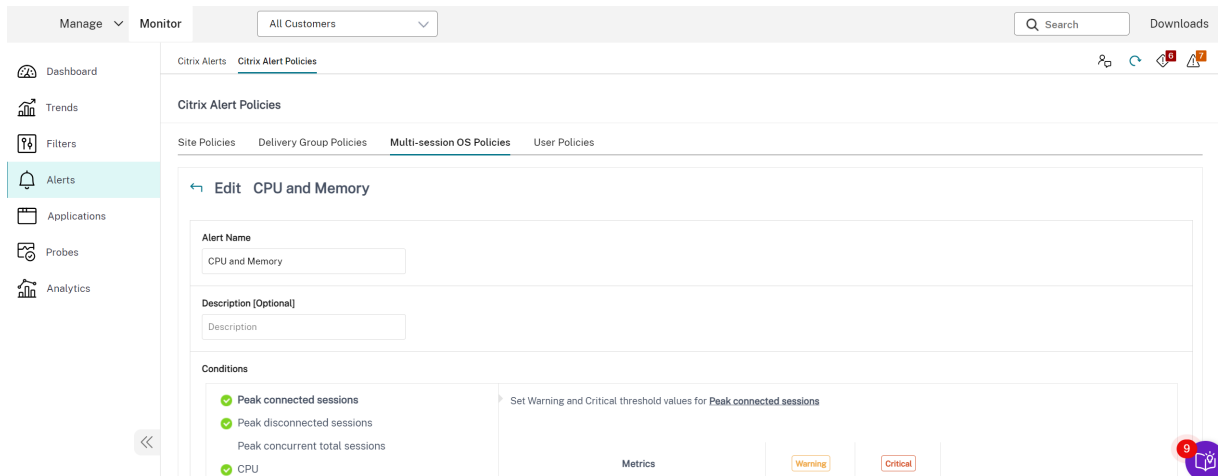 Manage Monitor All Customers Search Downloads
Citrix Alerts Citrix Alert Policies 6 7
Dashboard
Trends
Filters
Alerts
Applications
Probes
Analytics
Citrix Alert Policies
Site Policies Delivery Group Policies Multi-session OS Policies User Policies
Edit CPU and Memory
Alert Name
CPU and Memory
Description [Optional]
Description
Conditions
Peak connected sessions
Peak disconnected sessions
Peak concurrent total sessions
CPU
Set Warning and Critical threshold values for Peak connected sessions
Metrics Warning Critical
9